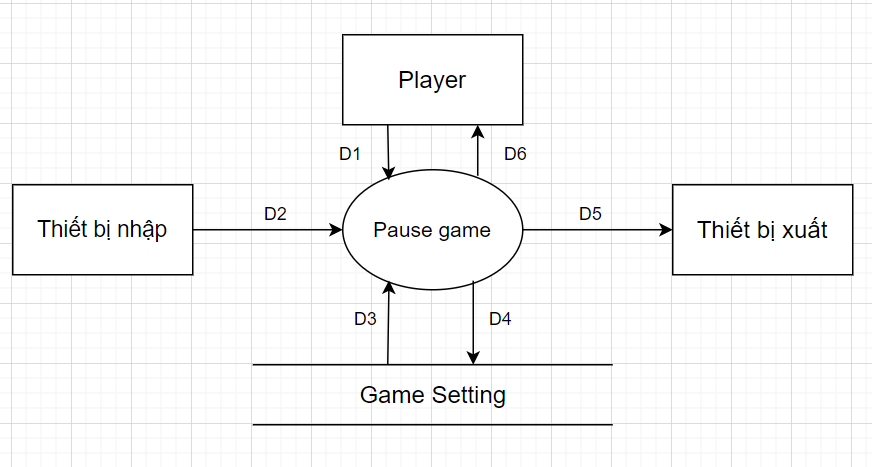 Player
D1
D6
Thiết bị nhập
D2
Pause game
D5
Thiết bị xuất
D3
D4
Game Setting